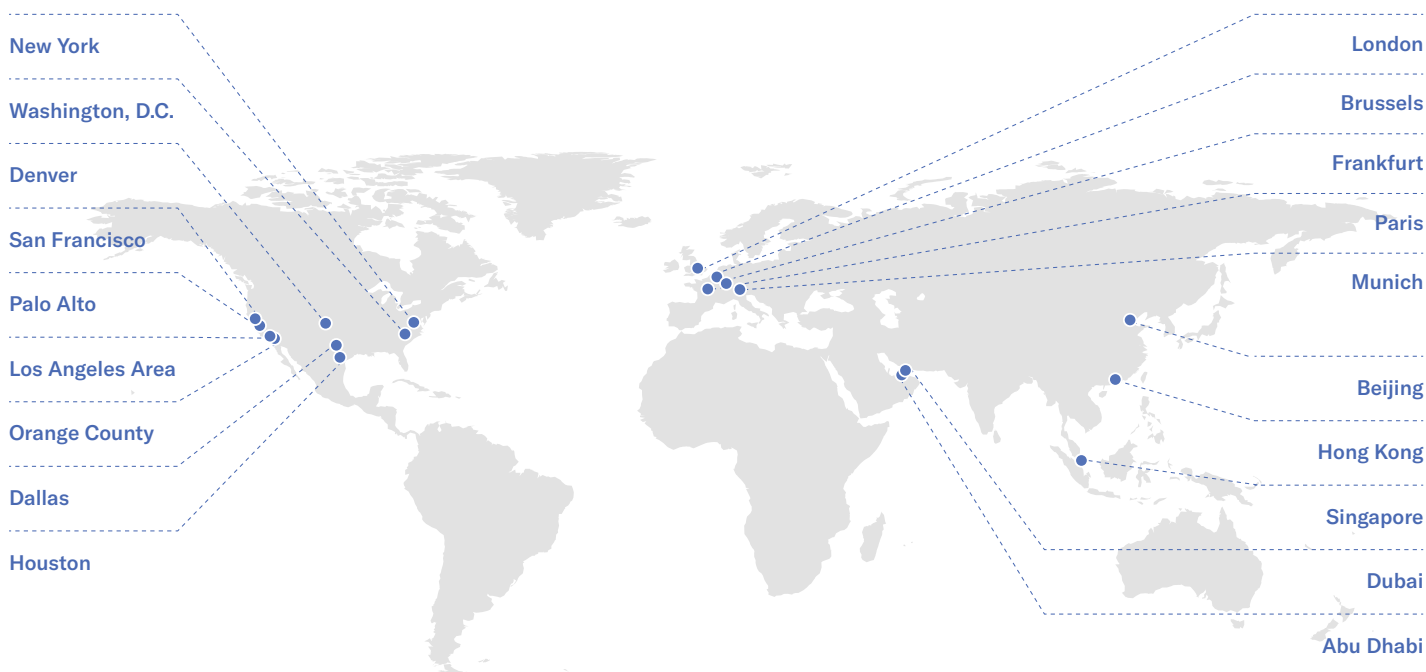 New York
Washington, D.C.
Denver
San Francisco
Palo Alto
Los Angeles Area
Orange County
Dallas
Houston
London
Brussels
Frankfurt
Paris
Munich
Beijing
Hong Kong
Singapore
Dubai
Abu Dhabi